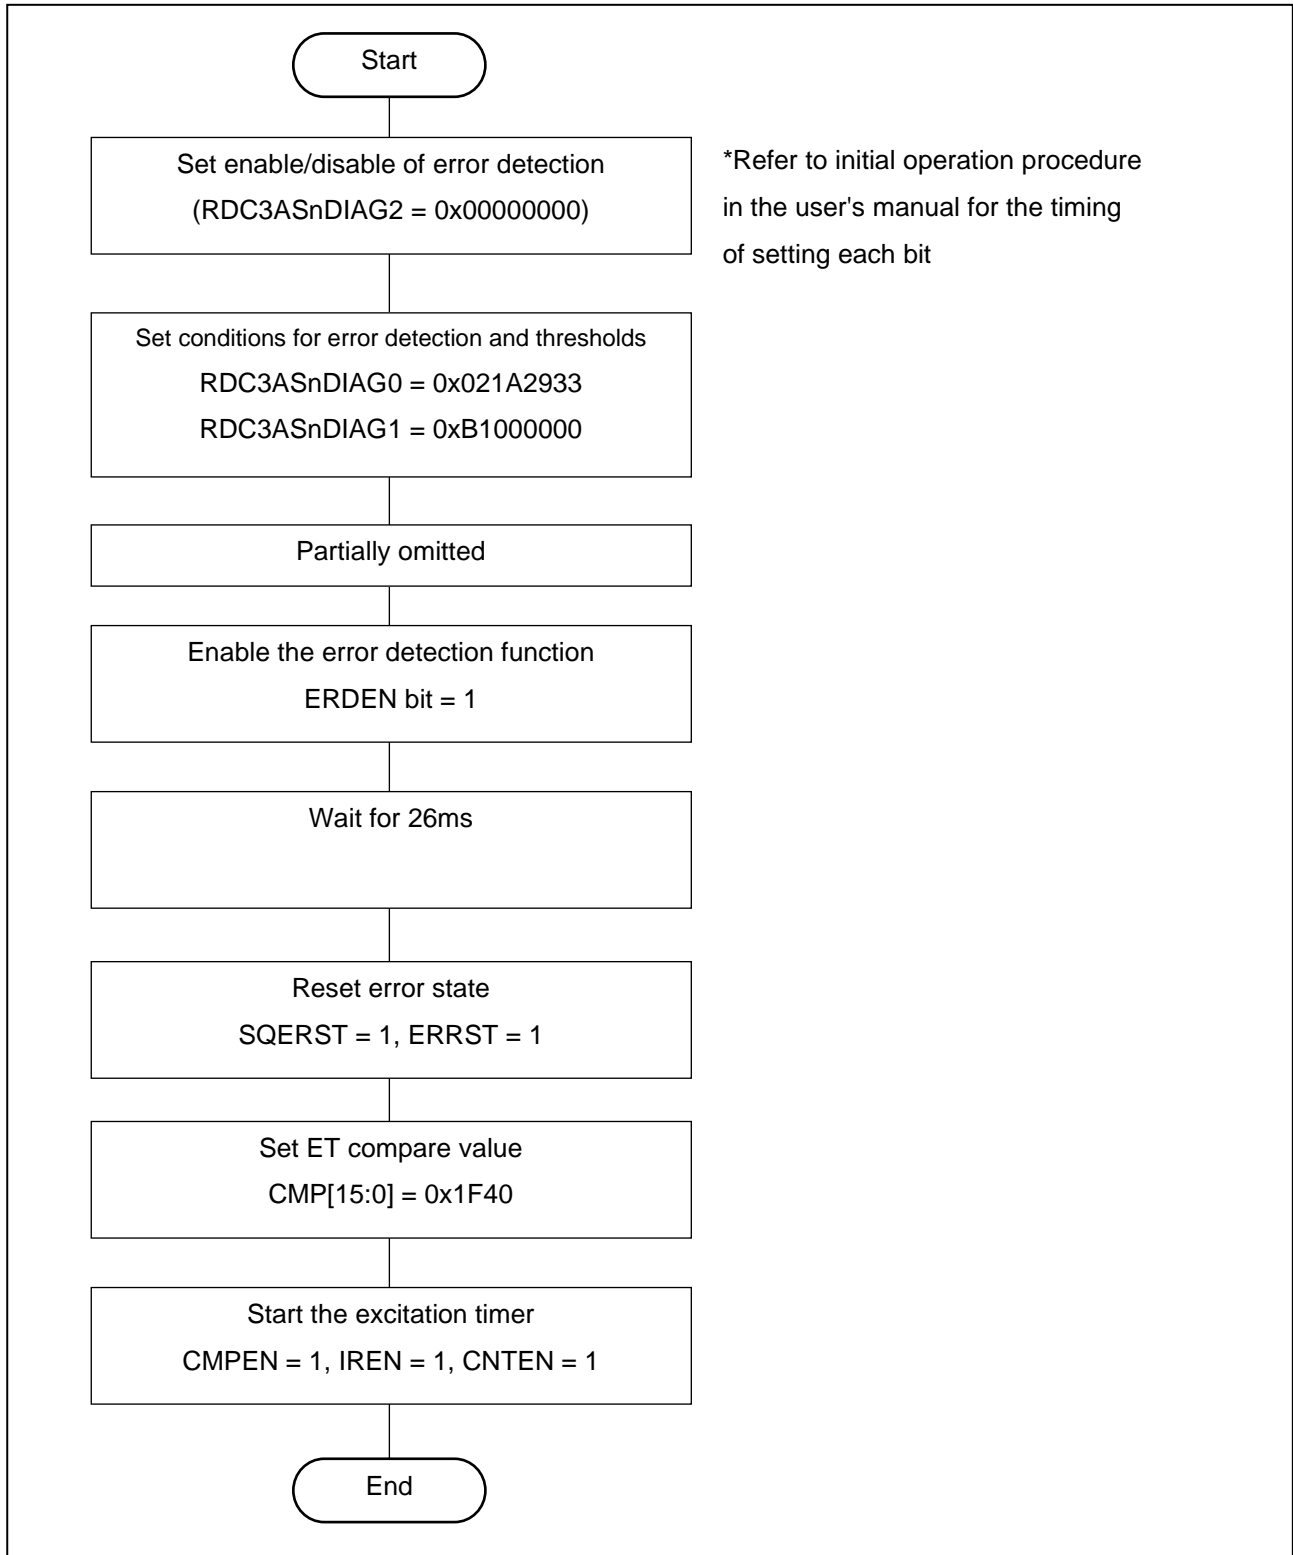 Start
Set enable/disable of error detection
(RDC3ASnDIAG2 = 0x00000000)
*Refer to initial operation procedure
in the user's manual for the timing
of setting each bit
Set conditions for error detection and thresholds
RDC3ASnDIAG0 = 0x021A2933
RDC3ASnDIAG1 = 0xB1000000
Partially omitted
Enable the error detection function
ERDEN bit = 1
Wait for 26ms
Reset error state
SQERST = 1, ERRST = 1
Set ET compare value
CMP[15:0] = 0x1F40
Start the excitation timer
CMPEN = 1, IREN = 1, CNTEN = 1
End